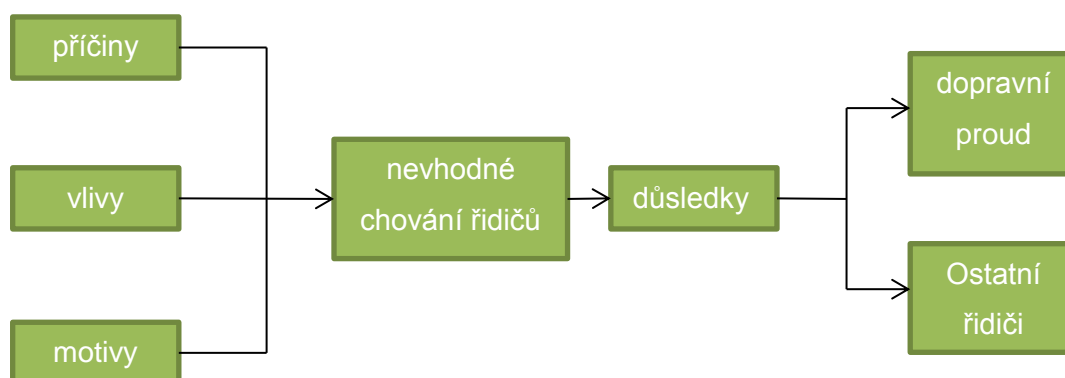 příčiny
vlivy
motivy
nevhodné
chování řidičů
důsledky
dopravní
proud
Ostatní
řidiči